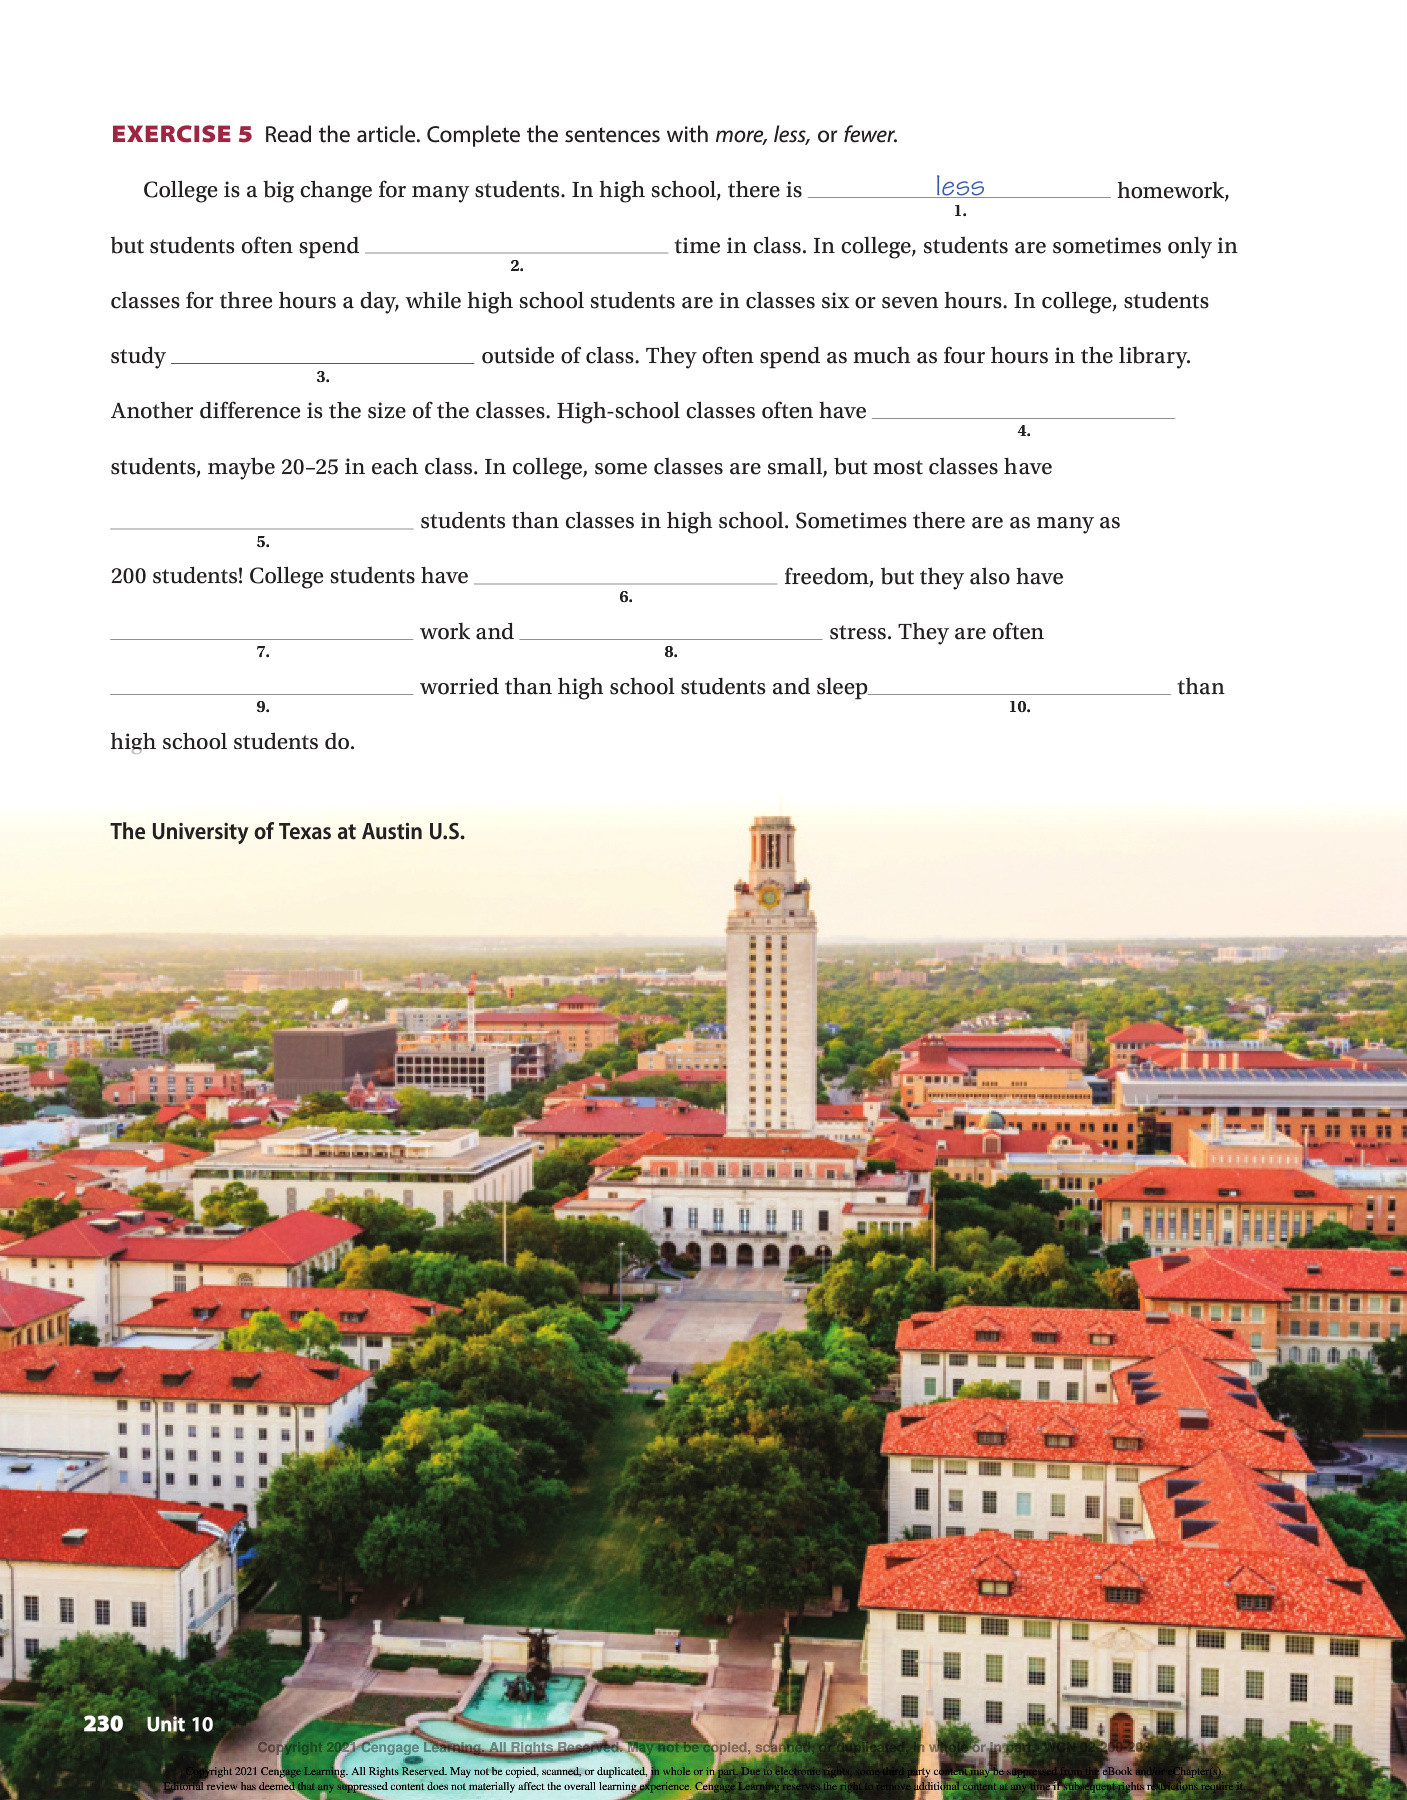 EXERCISE 5 Read the article. Complete the sentences with more, less, or fewer.
College is a big change for many students. In high school, there is less homework,
1.
but students often spend ____ time in class. In college, students are sometimes only in
2.
classes for three hours a day, while high school students are in classes six or seven hours. In college, students
study ____ outside of class. They often spend as much as four hours in the library.
3.
Another difference is the size of the classes. High-school classes often have ____
4.
students, maybe 20–25 in each class. In college, some classes are small, but most classes have
____ students than classes in high school. Sometimes there are as many as
5.
200 students! College students have ____ freedom, but they also have
6.
____ work and ____ stress. They are often
7. 8.
____ worried than high school students and sleep____ than
9. 10.
high school students do.
The University of Texas at Austin U.S.
230 Unit 10
Copyright 2021 Cengage Learning. All Rights Reserved. May not be copied, scanned, or duplicated, in whole or in part.
Copyright 2021 Cengage Learning. All Rights Reserved. May not be copied, scanned, or duplicated, in whole or in part. Due to electronic rights, some third party content may be suppressed from the eBook and/or eChapter(s).
Editorial review has deemed that any suppressed content does not materially affect the overall learning experience. Cengage Learning reserves the right to remove additional content at any time if subsequent rights restrictions require it.